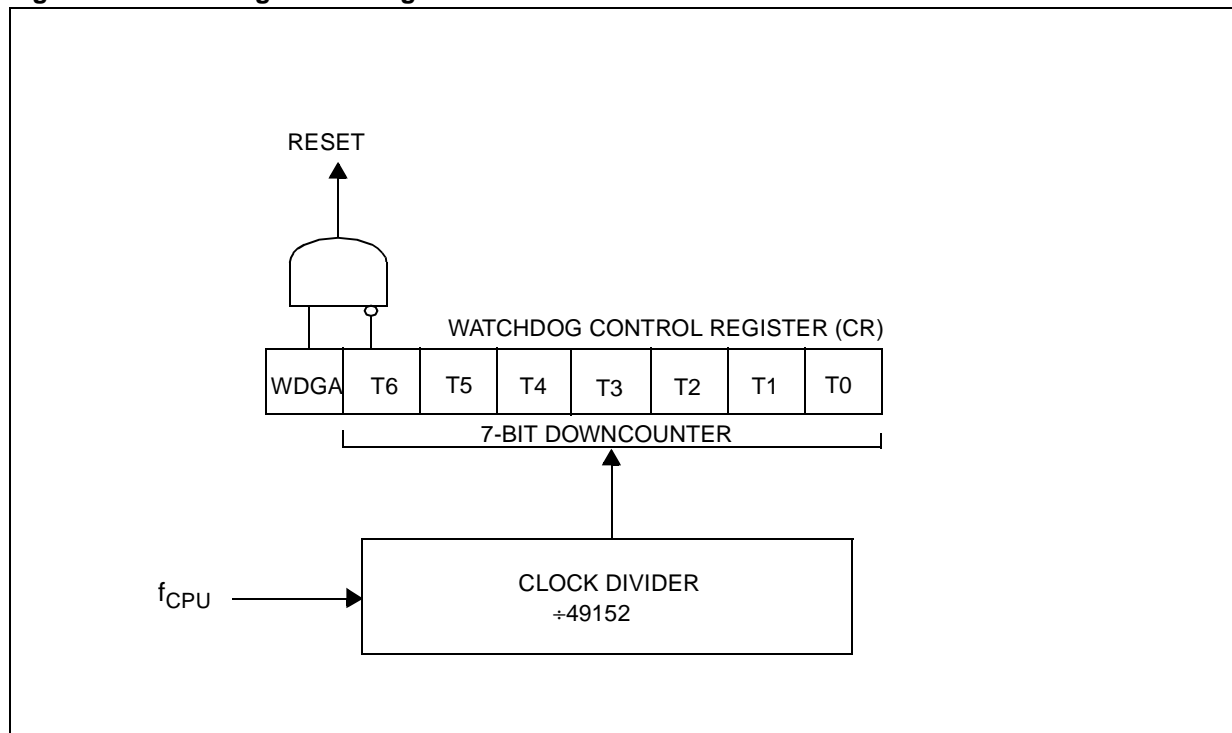 RESET
WATCHDOG CONTROL REGISTER (CR)
WDGA T6 T5 T4 T3 T2 T1 T0
7-BIT DOWNCOUNTER
fCPU
CLOCK DIVIDER
÷49152